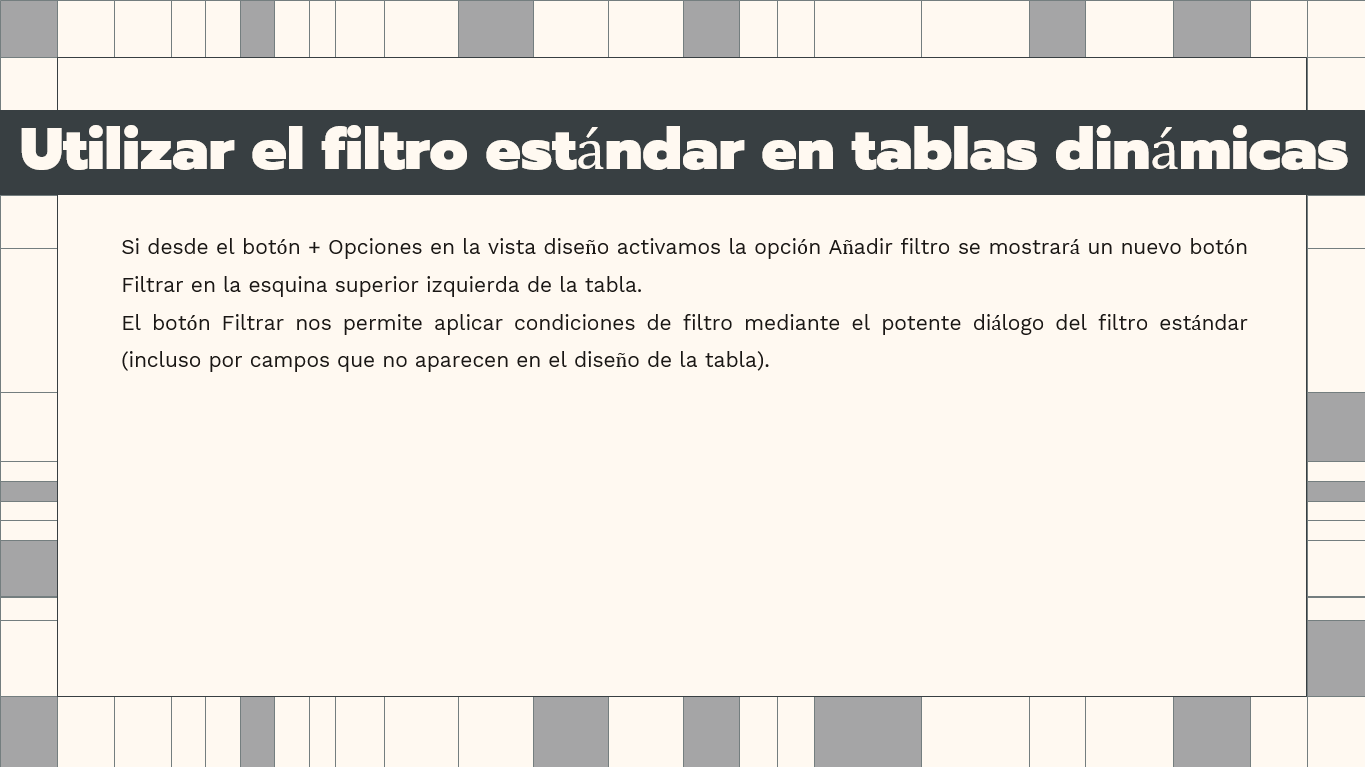 Utilizar el filtro estándar en tablas dinámicas
Si desde el botón + Opciones en la vista diseño activamos la opción Añadir filtro se mostrará un nuevo botón
Filtrar en la esquina superior izquierda de la tabla.
El botón Filtrar nos permite aplicar condiciones de filtro mediante el potente diálogo del filtro estándar
(incluso por campos que no aparecen en el diseño de la tabla).